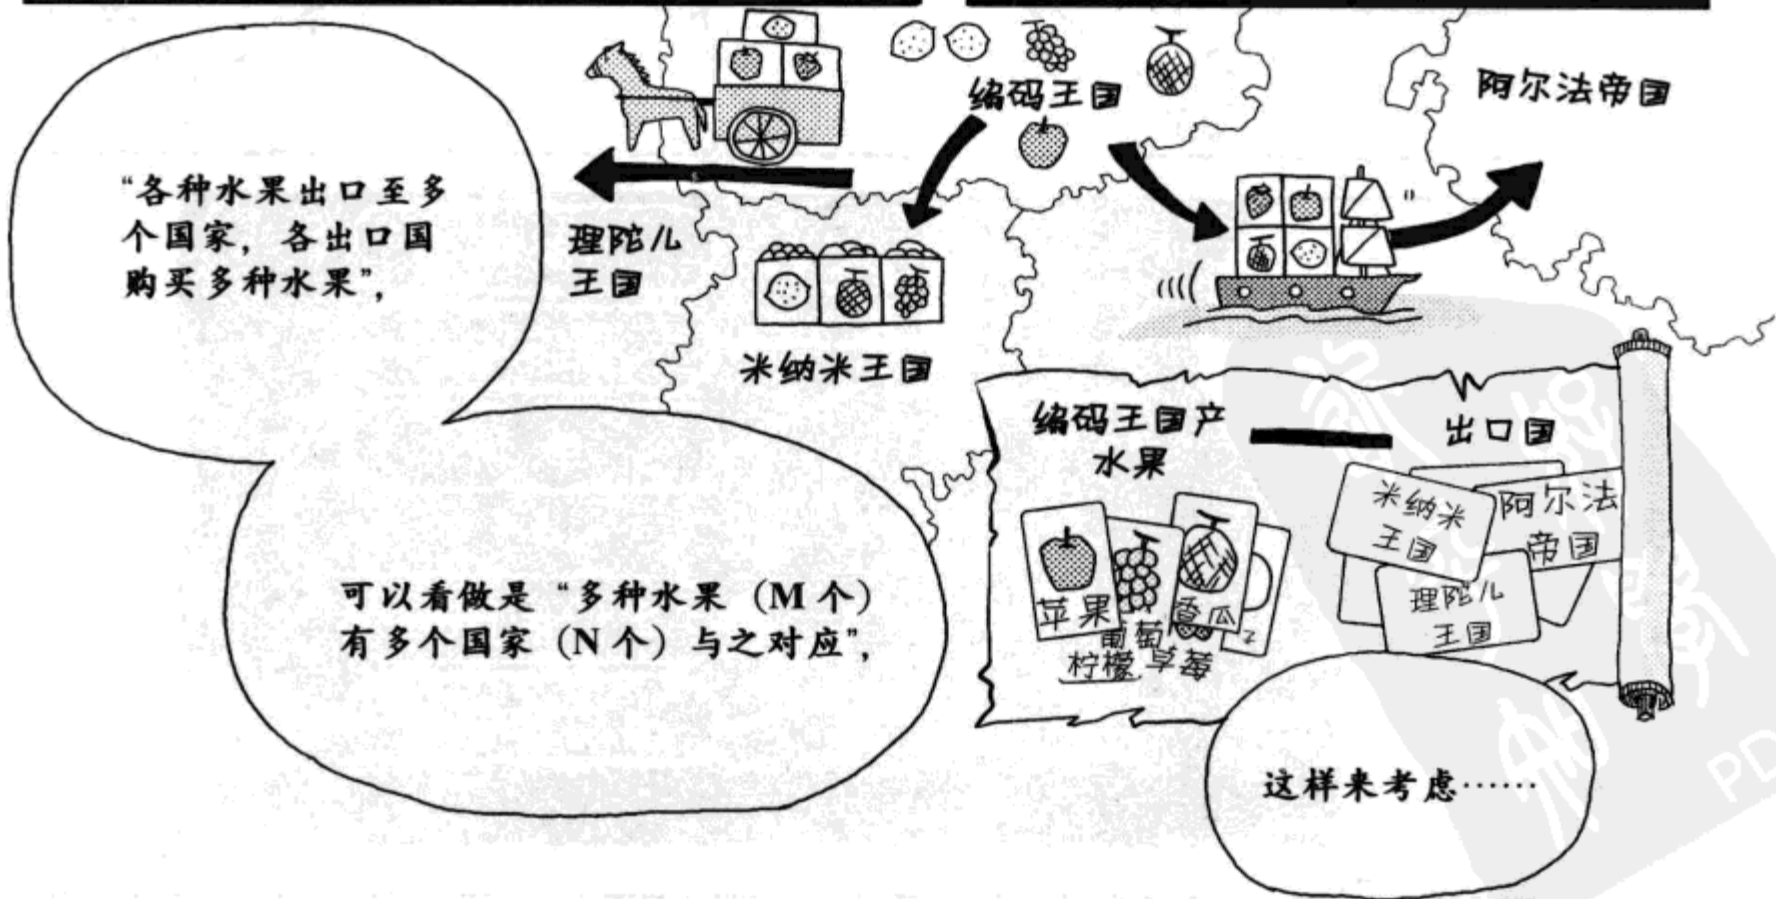 编码王国
阿尔法帝国
“各种水果出口至多
个国家，各出口国
购买多种水果”，
理陀儿
王国
米纳米王国
编码王国产
水果
出口国
米纳米
王国
阿尔法
帝国
理陀儿
王国
苹果
葡萄
香瓜
柠檬
草莓
可以看做是“多种水果（M个）
有多个国家（N个）与之对应”，
这样来考虑……
PD